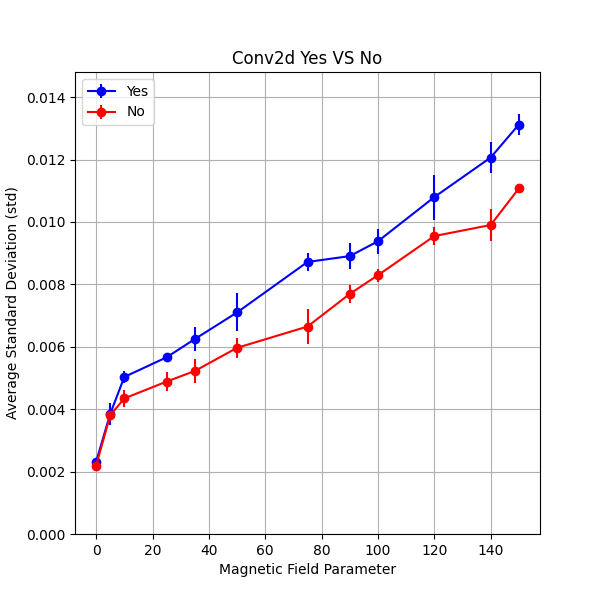 Conv2d Yes VS No
Yes
No
0.014
0.012
0.010
0.008
0.006
0.004
0.002
0.000
Average Standard Deviation (std)
0 20 40 60 80 100 120 140
Magnetic Field Parameter